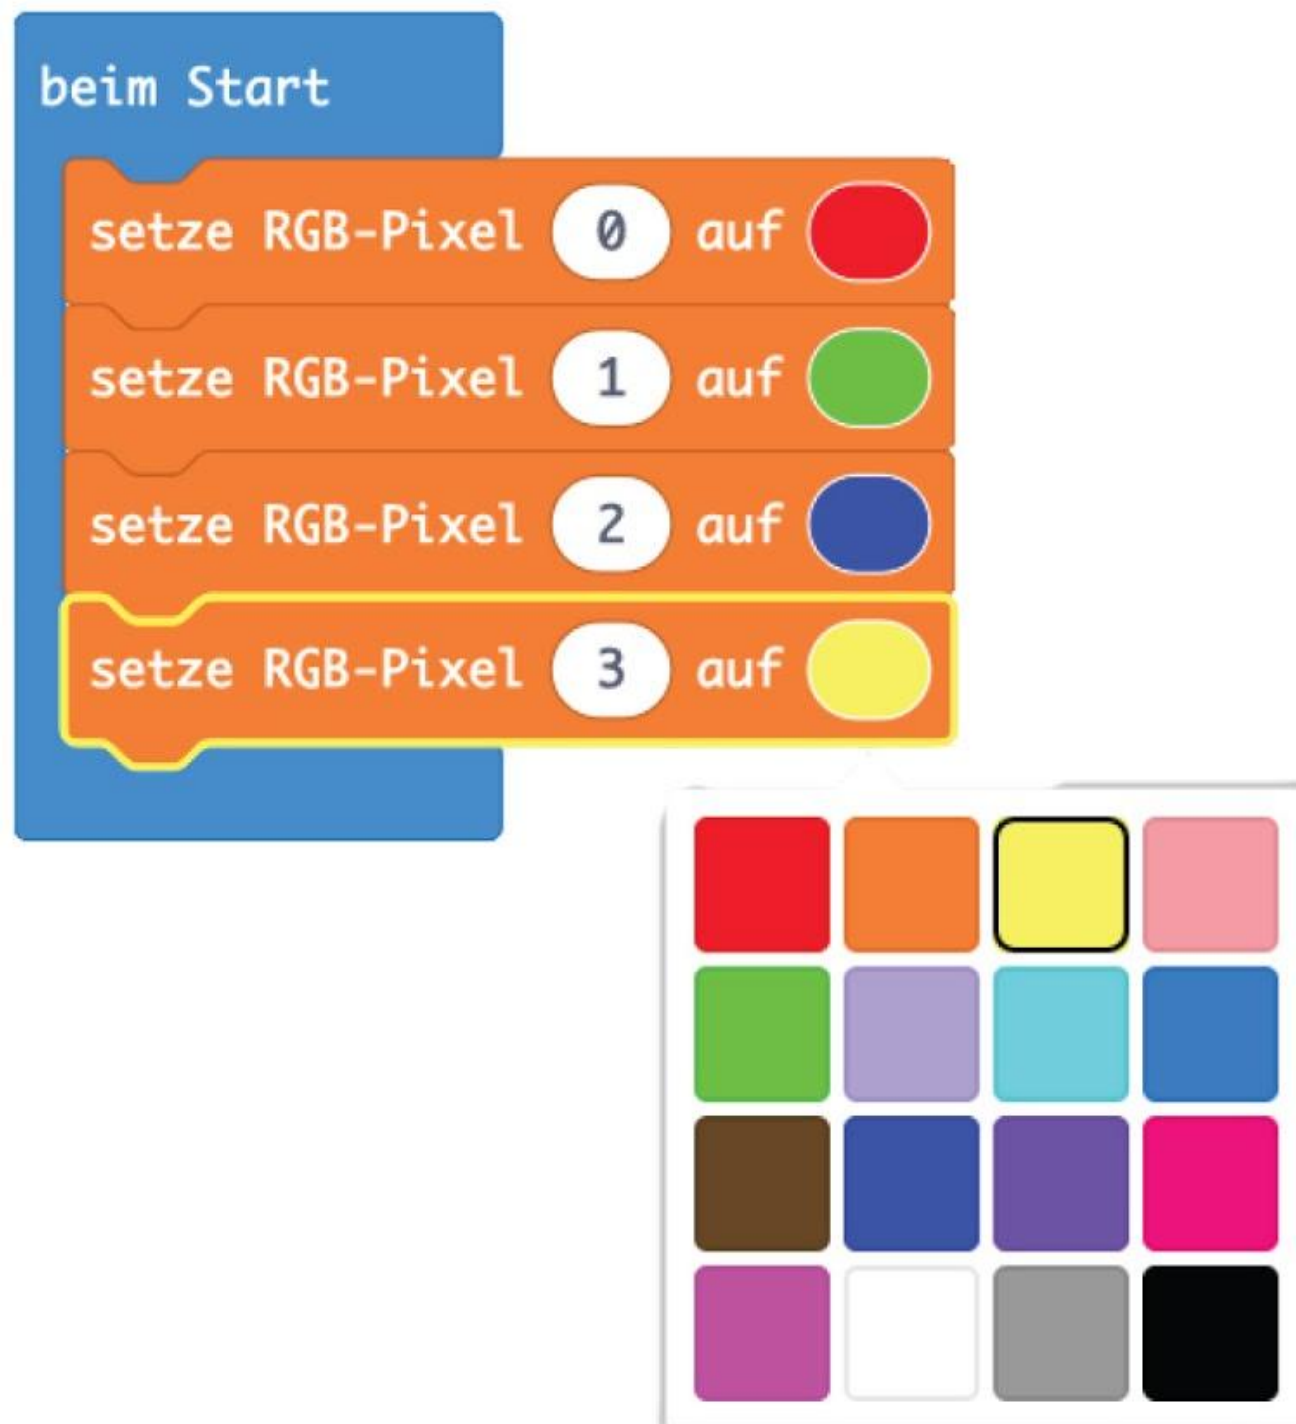 beim Start
setze RGB-Pixel 0 auf
setze RGB-Pixel 1 auf
setze RGB-Pixel 2 auf
setze RGB-Pixel 3 auf